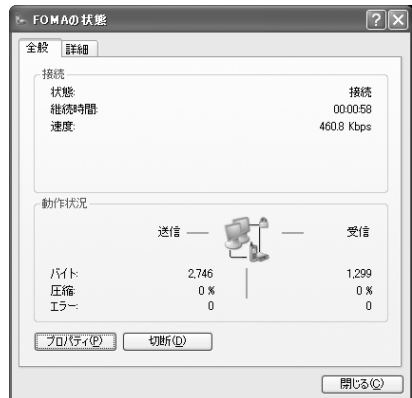 FOMAの状態
全般 詳細
接続
状態: 接続
継続時間: 00:00:58
速度: 460.8 Kbps
動作状況
送信 受信
バイト: 2,746 1,299
圧縮: 0 % 0 %
エラー: 0 0
プロパティ(P) 切断(D)
閉じる(C)